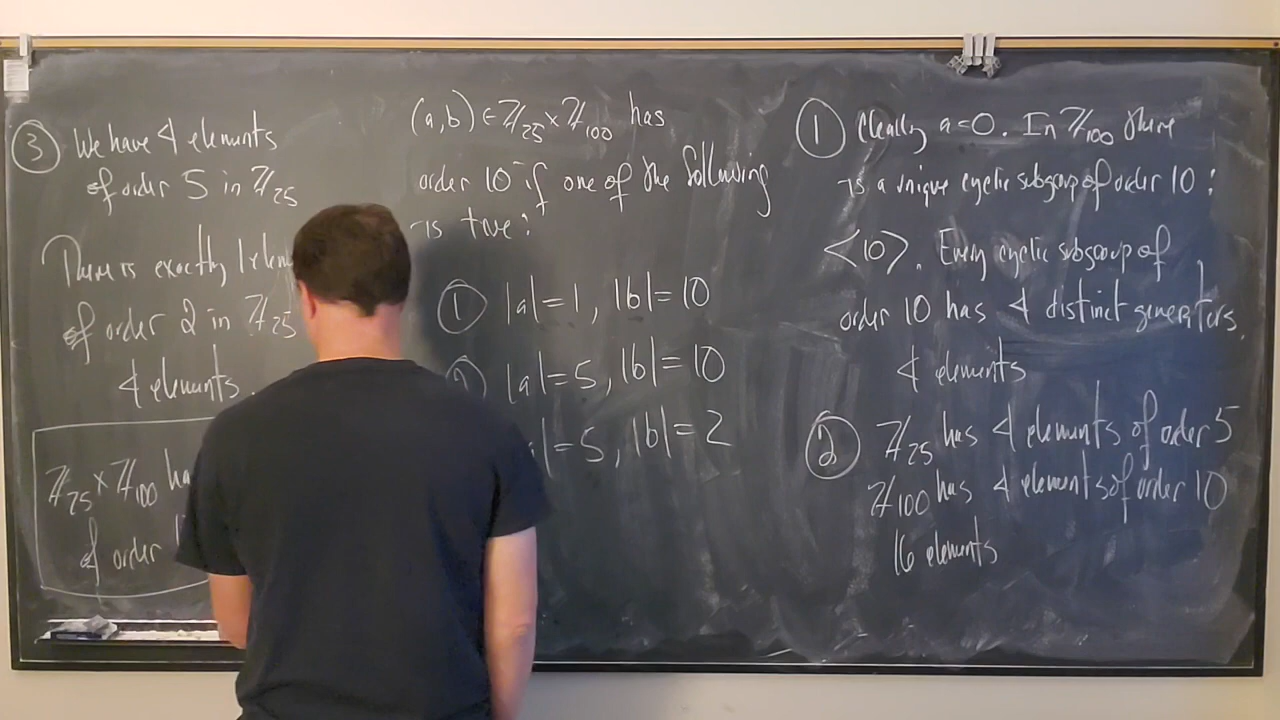 ③ We have 4 elements
of order 5 in ℤ₂₅
There is exactly 1
of order 2 in ℤ₂₅
4 elements.
ℤ₂₅ × ℤ₁₀₀
of order
(a,b) ∈ ℤ₂₅ × ℤ₁₀₀ has
order 10 if one of the following
is true:
① |a|=1, |b|=10
|a|=5, |b|=10
|=5, |b|=2
① Clearly a=0. In ℤ₁₀₀ there
is a unique cyclic subgroup of order 10:
<10>. Every cyclic subgroup of
order 10 has 4 distinct generators.
4 elements
② ℤ₂₅ has 4 elements of order 5
ℤ₁₀₀ has 4 elements of order 10
16 elements